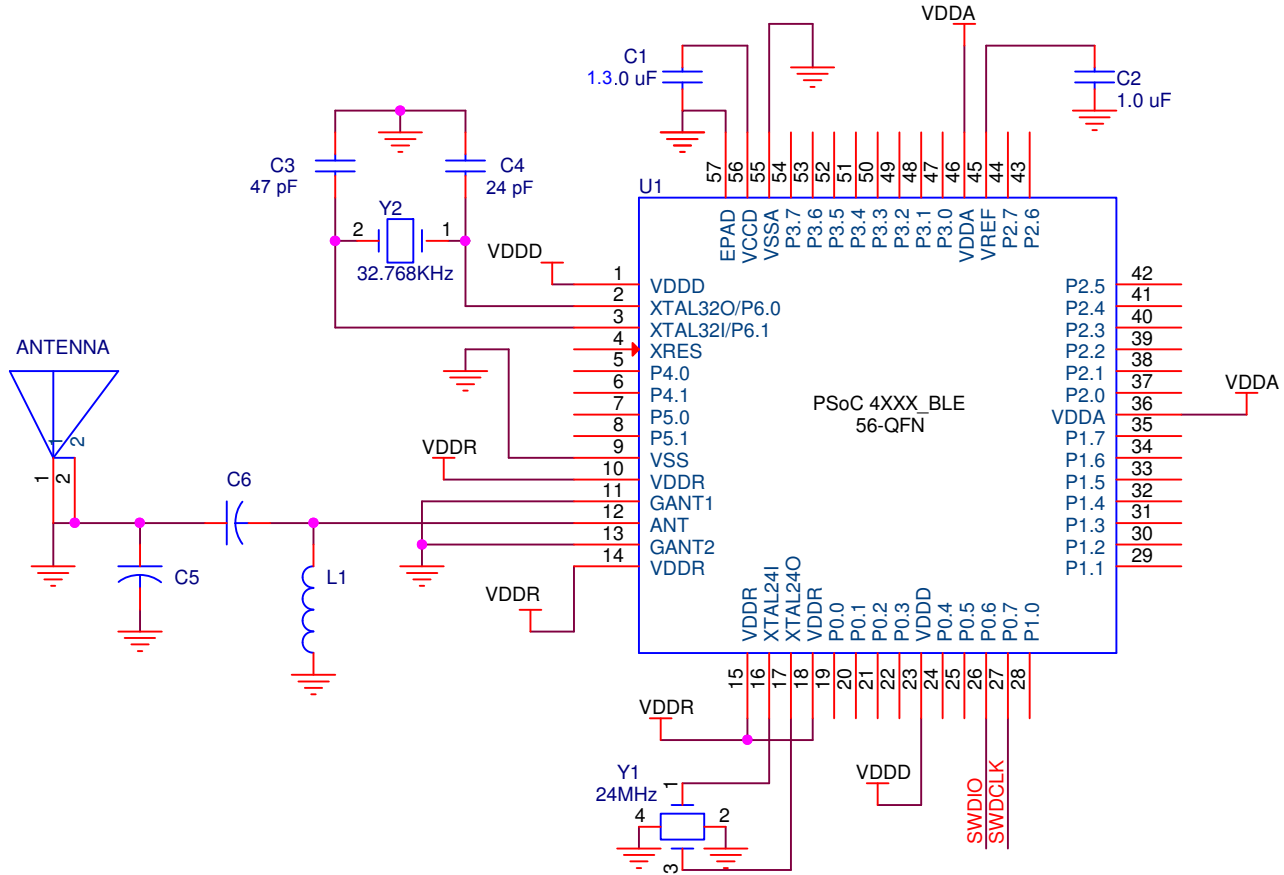 VDDA
C1
1.3.0 uF
C2
1.0 uF
C3
47 pF
C4
24 pF
Y2
2
1
32.768KHz
57
56
55
54
53
52
51
50
49
48
47
46
45
44
43
U1
EPAD
VCCD
VSSA
P3.7
P3.6
P3.5
P3.4
P3.3
P3.2
P3.1
P3.0
VDDA
VREF
P2.7
P2.6
VDDD
1
VDDD
2
XTAL32O/P6.0
3
XTAL32I/P6.1
4
XRES
5
P4.0
6
P4.1
7
P5.0
8
P5.1
9
VSS
10
VDDR
11
GANT1
12
ANT
13
GANT2
14
VDDR
PSoC 4XXX_BLE
56-QFN
P2.5
42
P2.4
41
P2.3
40
P2.2
39
P2.1
38
P2.0
37
VDDA
36
P1.7
35
P1.6
34
P1.5
33
P1.4
32
P1.3
31
P1.2
30
P1.1
29
VDDA
ANTENNA
1
2
1
2
VDDR
C6
C5
L1
VDDR
VDDR
XTAL24I
XTAL24O
VDDR
P0.0
P0.1
P0.2
P0.3
VDDD
P0.4
P0.5
P0.6
P0.7
P1.0
15
16
17
18
19
20
21
22
23
24
25
26
27
28
VDDR
Y1
24MHz
1
4
2
3
VDDD
SWDIO
SWDCLK